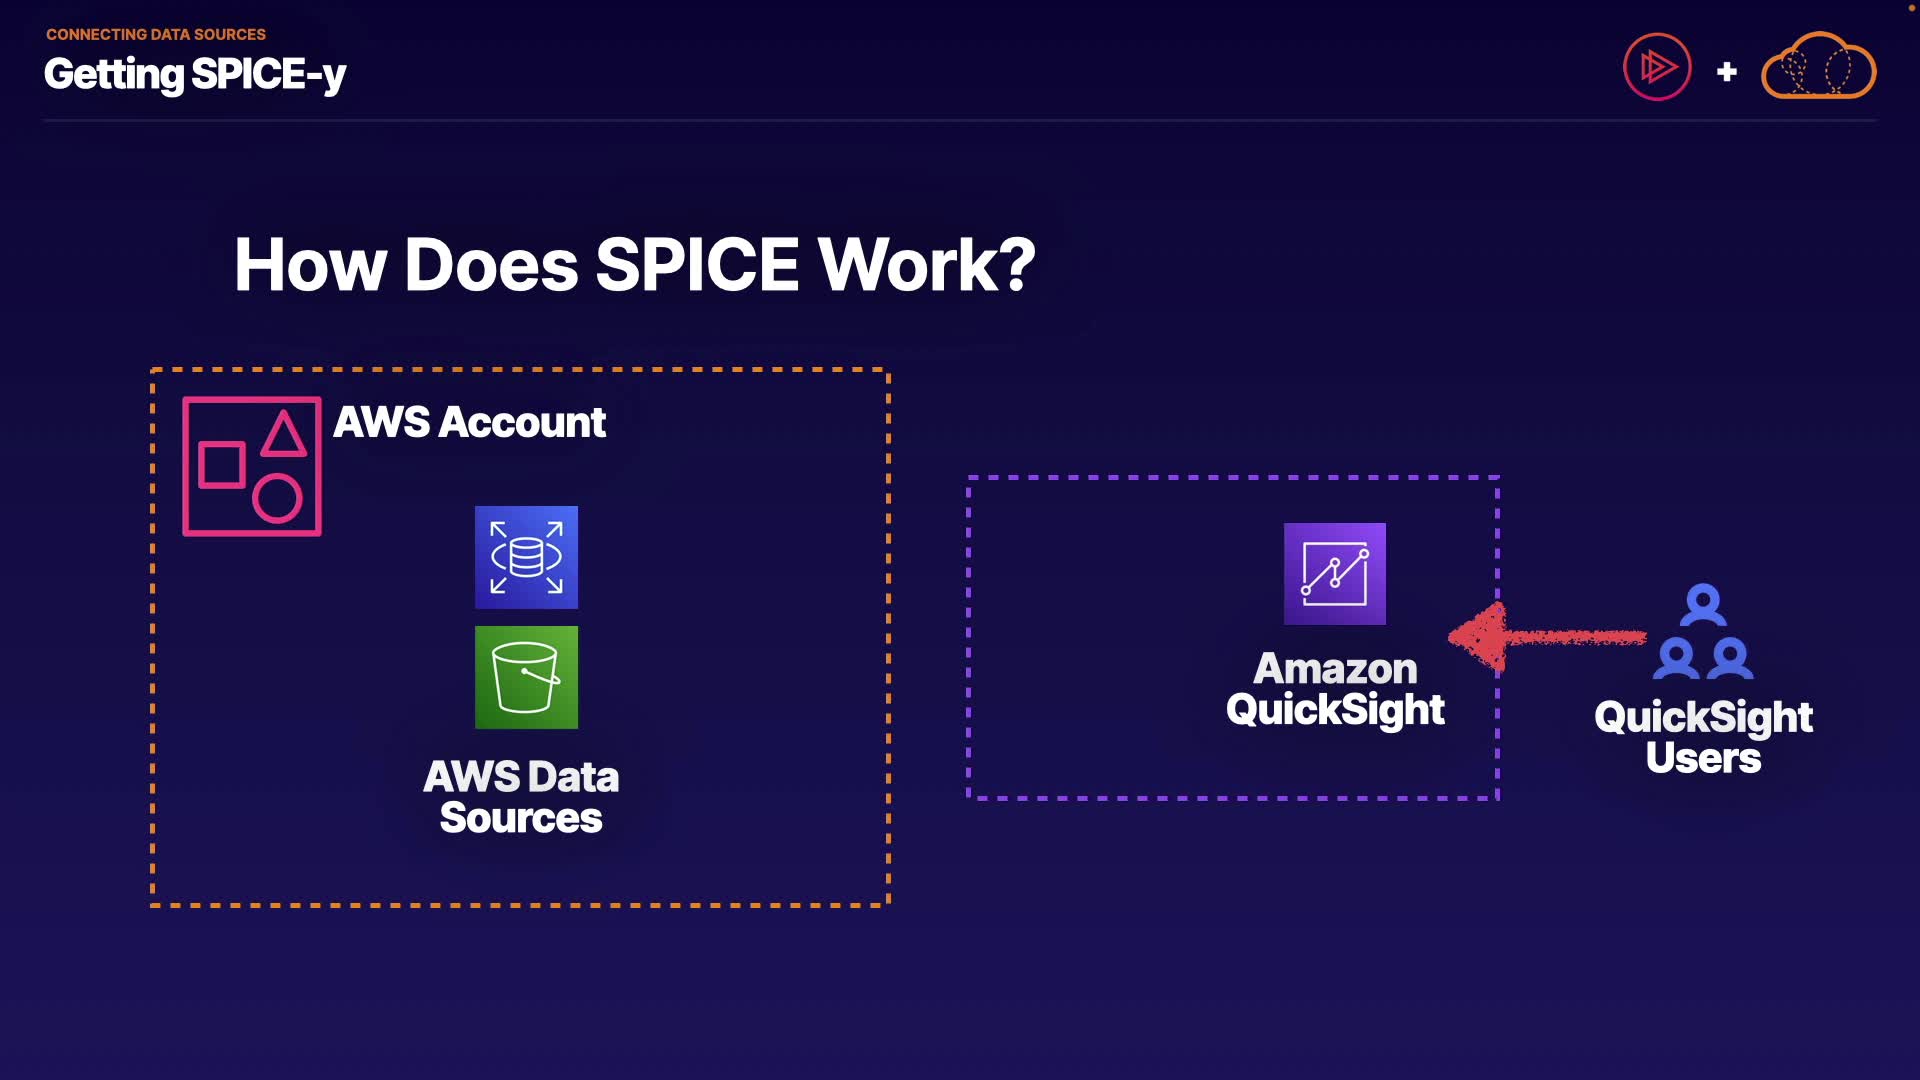 CONNECTING DATA SOURCES
Getting SPICE-y
How Does SPICE Work?
AWS Account
AWS Data
Sources
Amazon
QuickSight
QuickSight
Users